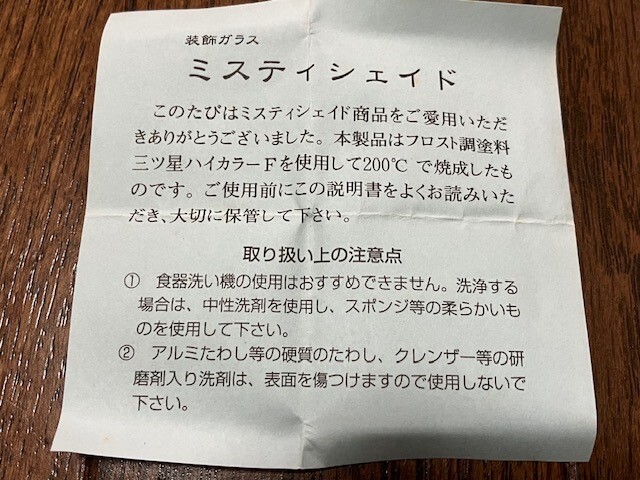 装飾ガラス
ミスティシェイド
このたびはミスティシェイド商品をご愛用いただ
きありがとうございました。本製品はフロスト調塗料
三ツ星ハイカラーFを使用して200℃で焼成したも
のです。ご使用前にこの説明書をよくお読みいた
だき、大切に保管して下さい。
取り扱い上の注意点
① 食器洗い機の使用はおすすめできません。洗浄する
場合は、中性洗剤を使用し、スポンジ等の柔らかいも
のを使用して下さい。
② アルミたわし等の硬質のたわし、クレンザー等の研
磨剤入り洗剤は、表面を傷つけますので使用しないで
下さい。